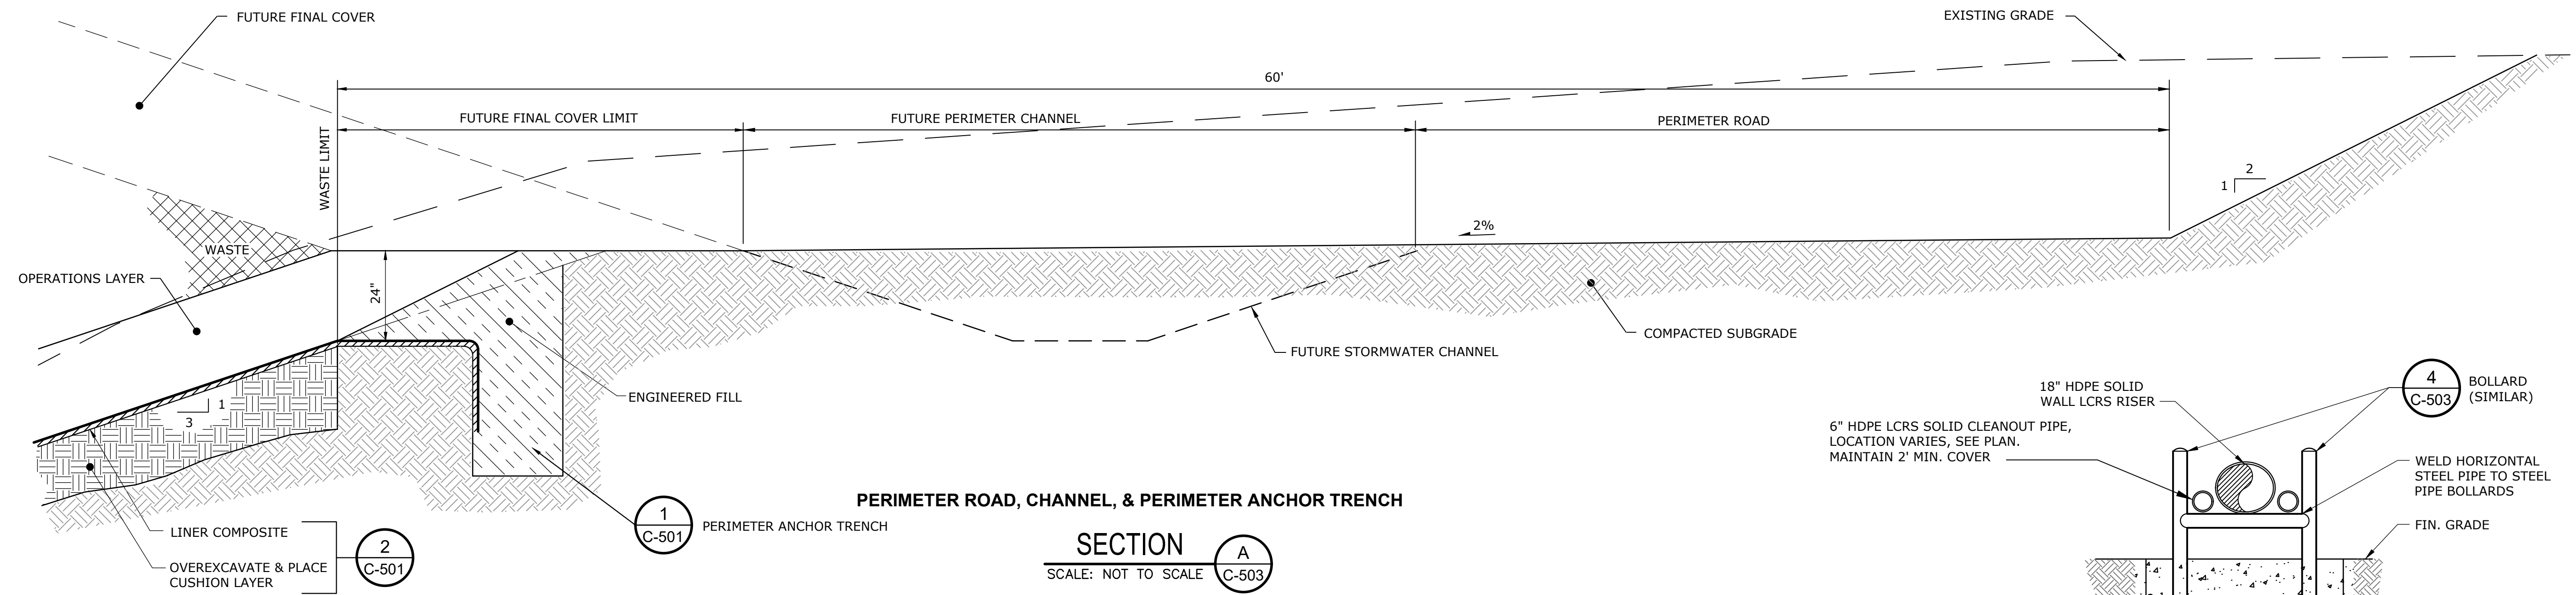 FUTURE FINAL COVER
EXISTING GRADE
60'
FUTURE FINAL COVER LIMIT
FUTURE PERIMETER CHANNEL
PERIMETER ROAD
WASTE LIMIT
2
1
2%
WASTE
OPERATIONS LAYER
24"
COMPACTED SUBGRADE
FUTURE STORMWATER CHANNEL
ENGINEERED FILL
1
3
18" HDPE SOLID
WALL LCRS RISER
4
C-503
BOLLARD
(SIMILAR)
6" HDPE LCRS SOLID CLEANOUT PIPE,
LOCATION VARIES, SEE PLAN.
MAINTAIN 2' MIN. COVER
WELD HORIZONTAL
STEEL PIPE TO STEEL
PIPE BOLLARDS
FIN. GRADE
PERIMETER ROAD, CHANNEL, & PERIMETER ANCHOR TRENCH
1
C-501
PERIMETER ANCHOR TRENCH
LINER COMPOSITE
OVEREXCAVATE & PLACE
CUSHION LAYER
2
C-501
SECTION
SCALE: NOT TO SCALE
A
C-503